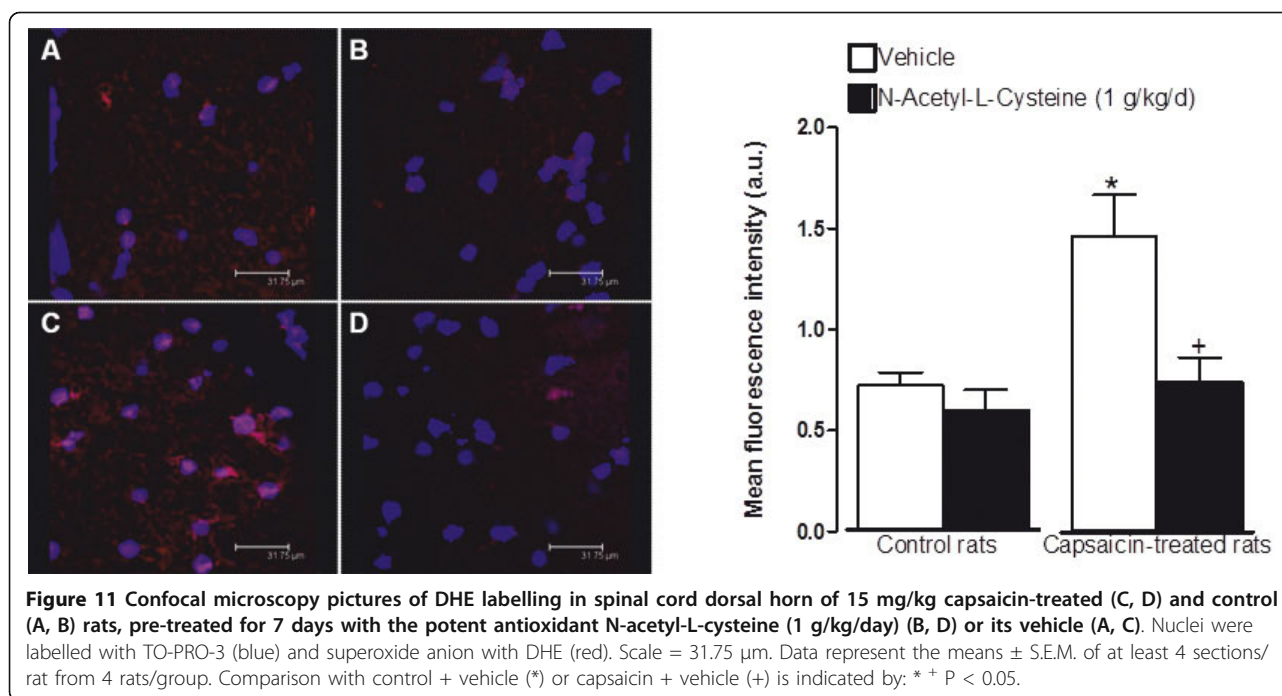 A
B
31.75 µm
31.75 µm
C
D
31.75 µm
31.75 µm
Vehicle
N-Acetyl-L-Cysteine (1 g/kg/d)
Mean fluorescence intensity (a.u.)
2.0
1.5
1.0
0.5
0.0
*
+
Control rats
Capsaicin-treated rats
Figure 11 Confocal microscopy pictures of DHE labelling in spinal cord dorsal horn of 15 mg/kg capsaicin-treated (C, D) and control
(A, B) rats, pre-treated for 7 days with the potent antioxidant N-acetyl-L-cysteine (1 g/kg/day) (B, D) or its vehicle (A, C). Nuclei were
labelled with TO-PRO-3 (blue) and superoxide anion with DHE (red). Scale = 31.75 µm. Data represent the means ± S.E.M. of at least 4 sections/
rat from 4 rats/group. Comparison with control + vehicle (*) or capsaicin + vehicle (+) is indicated by: * + P < 0.05.